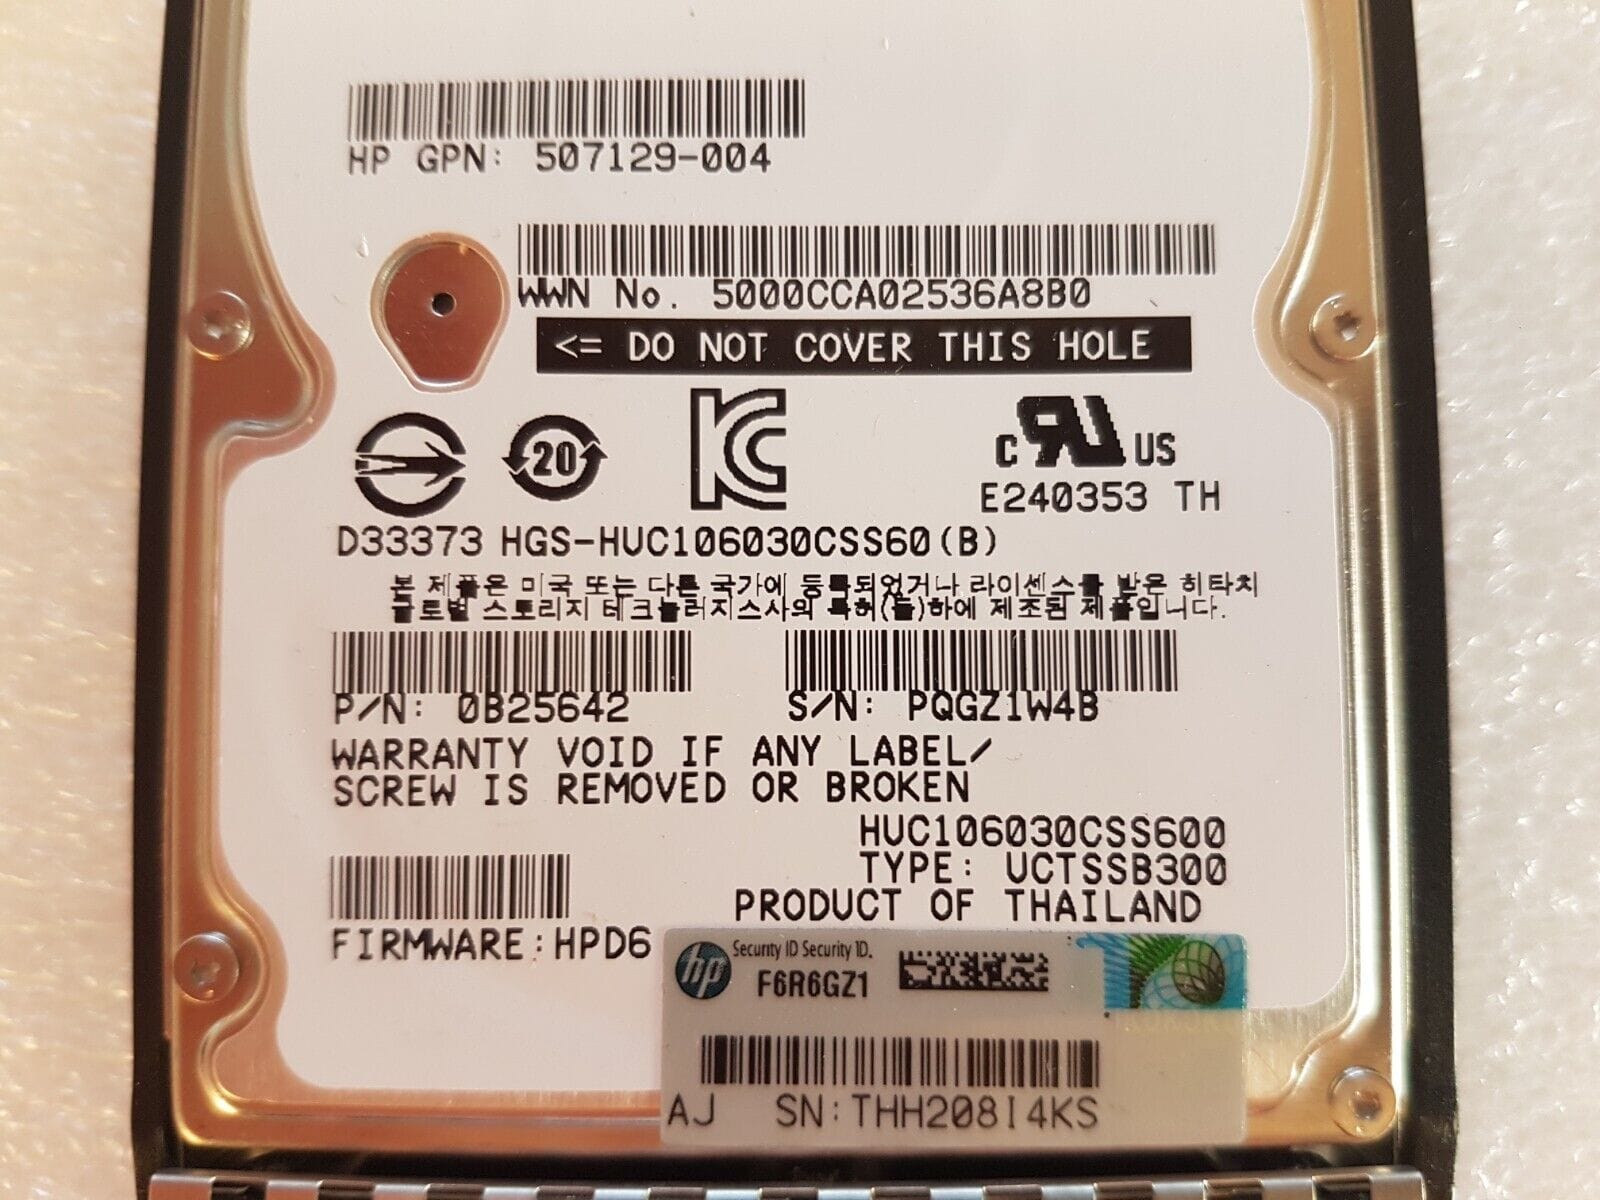 HP GPN: 507129-004
WWN No. 5000CCA02536A8B0
<= DO NOT COVER THIS HOLE
20
c RU US
E240353 TH
D33373 HGS-HUC106030CSS60(B)
본 제품은 미국 또는 다른 국가에 등록되었거나 라이센스를 받은 히타치
글로벌 스토리지 테크놀러지스사의 특허(들)하에 제조된 제품입니다.
P/N: 0B25642 S/N: PQGZ1W4B
WARRANTY VOID IF ANY LABEL/
SCREW IS REMOVED OR BROKEN
HUC106030CSS600
TYPE: UCTSSB300
PRODUCT OF THAILAND
FIRMWARE:HPD6
hp Security ID Security ID.
F6R6GZ1
AJ SN:THH208I4KS